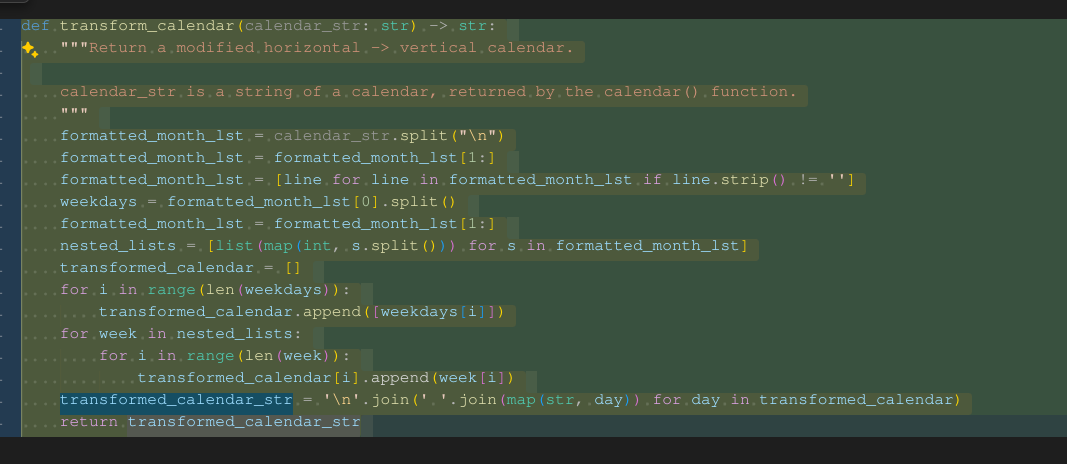 def transform_calendar(calendar_str: str) -> str:
    """Return a modified horizontal -> vertical calendar.
    calendar_str is a string of a calendar, returned by the calendar() function.
    """
    formatted_month_lst = calendar_str.split("\n")
    formatted_month_lst = formatted_month_lst[1:]
    formatted_month_lst = [line for line in formatted_month_lst if line.strip() != '']
    weekdays = formatted_month_lst[0].split()
    formatted_month_lst = formatted_month_lst[1:]
    nested_lists = [list(map(int, s.split())) for s in formatted_month_lst]
    transformed_calendar = []
    for i in range(len(weekdays)):
        transformed_calendar.append([weekdays[i]])
    for week in nested_lists:
        for i in range(len(week)):
            transformed_calendar[i].append(week[i])
    transformed_calendar_str = '\n'.join(' '.join(map(str, day)) for day in transformed_calendar)
    return transformed_calendar_str